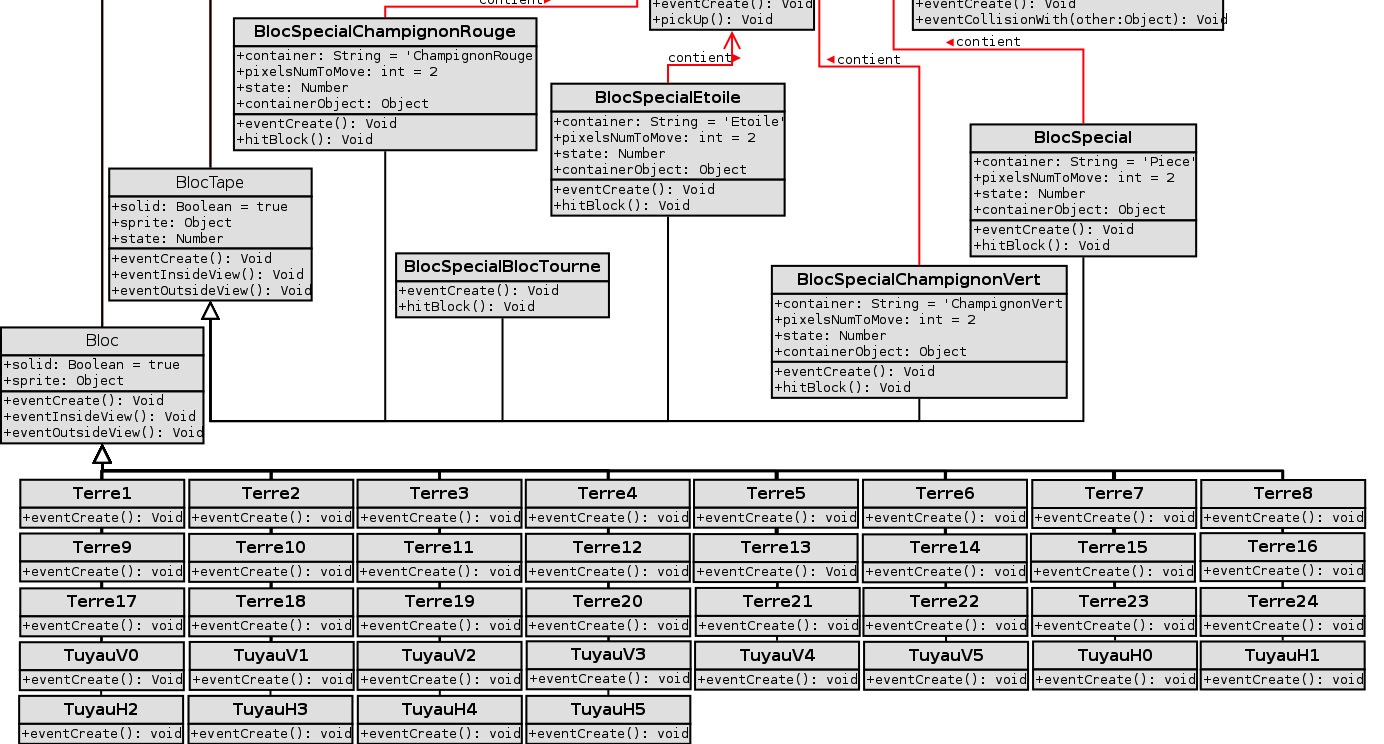 contient
+eventCreate(): Void
+pickUp(): Void
+eventCreate(): Void
+eventCollisionWith(other:Object): Void
contient
contient
contient
BlocSpecialChampignonRouge
+container: String = 'ChampignonRouge
+pixelsNumToMove: int = 2
+state: Number
+containerObject: Object
+eventCreate(): Void
+hitBlock(): Void
BlocSpecialEtoile
+container: String = 'Etoile'
+pixelsNumToMove: int = 2
+state: Number
+containerObject: Object
+eventCreate(): Void
+hitBlock(): Void
BlocSpecial
+container: String = 'Piece'
+pixelsNumToMove: int = 2
+state: Number
+containerObject: Object
+eventCreate(): Void
+hitBlock(): Void
BlocTape
+solid: Boolean = true
+sprite: Object
+state: Number
+eventCreate(): Void
+eventInsideView(): Void
+eventOutsideView(): Void
BlocSpecialBlocTourne
+eventCreate(): Void
+hitBlock(): Void
BlocSpecialChampignonVert
+container: String = 'ChampignonVert
+pixelsNumToMove: int = 2
+state: Number
+containerObject: Object
+eventCreate(): Void
+hitBlock(): Void
Bloc
+solid: Boolean = true
+sprite: Object
+eventCreate(): Void
+eventInsideView(): Void
+eventOutsideView(): Void
Terre1 Terre2 Terre3 Terre4 Terre5 Terre6 Terre7 Terre8
+eventCreate(): Void +eventCreate(): void +eventCreate(): void +eventCreate(): void +eventCreate(): void +eventCreate(): void +eventCreate(): void +eventCreate(): void
Terre9 Terre10 Terre11 Terre12 Terre13 Terre14 Terre15 Terre16
+eventCreate(): void +eventCreate(): void +eventCreate(): void +eventCreate(): void +eventCreate(): Void +eventCreate(): void +eventCreate(): void +eventCreate(): void
Terre17 Terre18 Terre19 Terre20 Terre21 Terre22 Terre23 Terre24
+eventCreate(): void +eventCreate(): void +eventCreate(): void +eventCreate(): void +eventCreate(): void +eventCreate(): void +eventCreate(): void +eventCreate(): void
TuyauV0 TuyauV1 TuyauV2 TuyauV3 TuyauV4 TuyauV5 TuyauH0 TuyauH1
+eventCreate(): Void +eventCreate(): void +eventCreate(): void +eventCreate(): void +eventCreate(): void +eventCreate(): void +eventCreate(): void +eventCreate(): void
TuyauH2 TuyauH3 TuyauH4 TuyauH5
+eventCreate(): void +eventCreate(): void +eventCreate(): void +eventCreate(): void